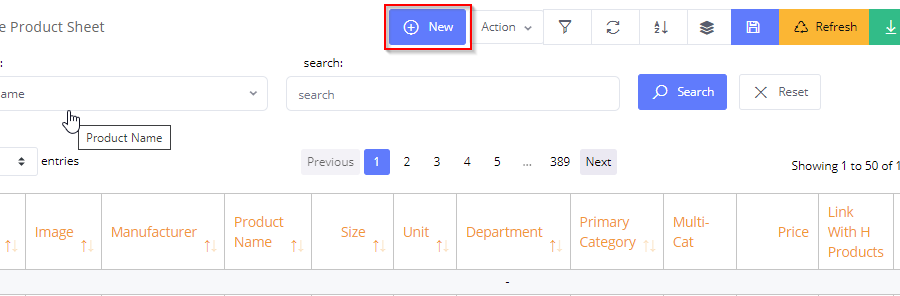 e Product Sheet
New
Action
Refresh
:
search:
ame
search
Search
Reset
Product Name
entries
Previous 1 2 3 4 5 ... 389 Next
Showing 1 to 50 of 1
Image
Manufacturer
Product
Name
Size
Unit
Department
Primary
Category
Multi-
Cat
Price
Link
With H
Products
-